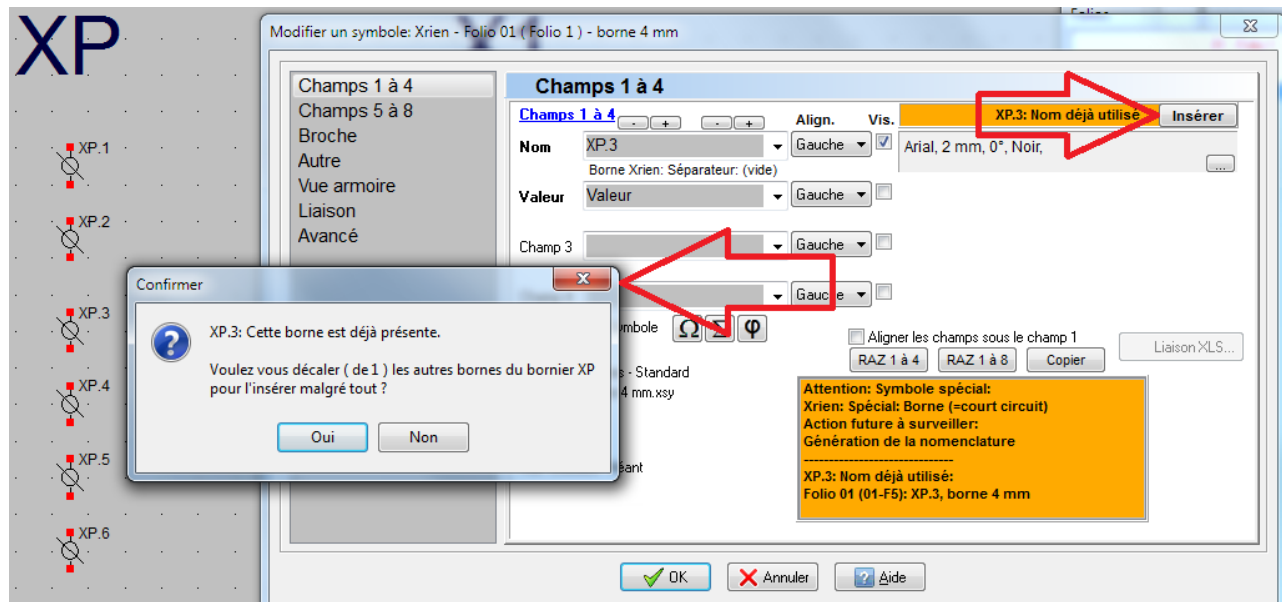 XP
XP.1
XP.2
XP.3
XP.4
XP.5
XP.6
Modifier un symbole: Xrien - Folio 01 ( Folio 1 ) - borne 4 mm
Champs 1 à 4
Champs 5 à 8
Broche
Autre
Vue armoire
Liaison
Avancé
Champs 1 à 4
Champs 1 à 4 - + - + Align. Vis. XP.3: Nom déjà utilisé Insérer
Nom XP.3 Gauche Arial, 2 mm, 0°, Noir, ...
Borne Xrien: Séparateur: (vide)
Valeur Valeur Gauche
Champ 3 Gauche
Gauche
Ω Σ φ
Aligner les champs sous le champ 1
RAZ 1 à 4 RAZ 1 à 8 Copier Liaison XLS...
- Standard
4 mm.xsy
Attention: Symbole spécial:
Xrien: Spécial: Borne (=court circuit)
Action future à surveiller:
Génération de la nomenclature
------------------------------
XP.3: Nom déjà utilisé:
Folio 01 (01-F5): XP.3, borne 4 mm
Confirmer
XP.3: Cette borne est déjà présente.
Voulez vous décaler ( de 1 ) les autres bornes du bornier XP
pour l'insérer malgré tout ?
Oui Non
OK Annuler Aide